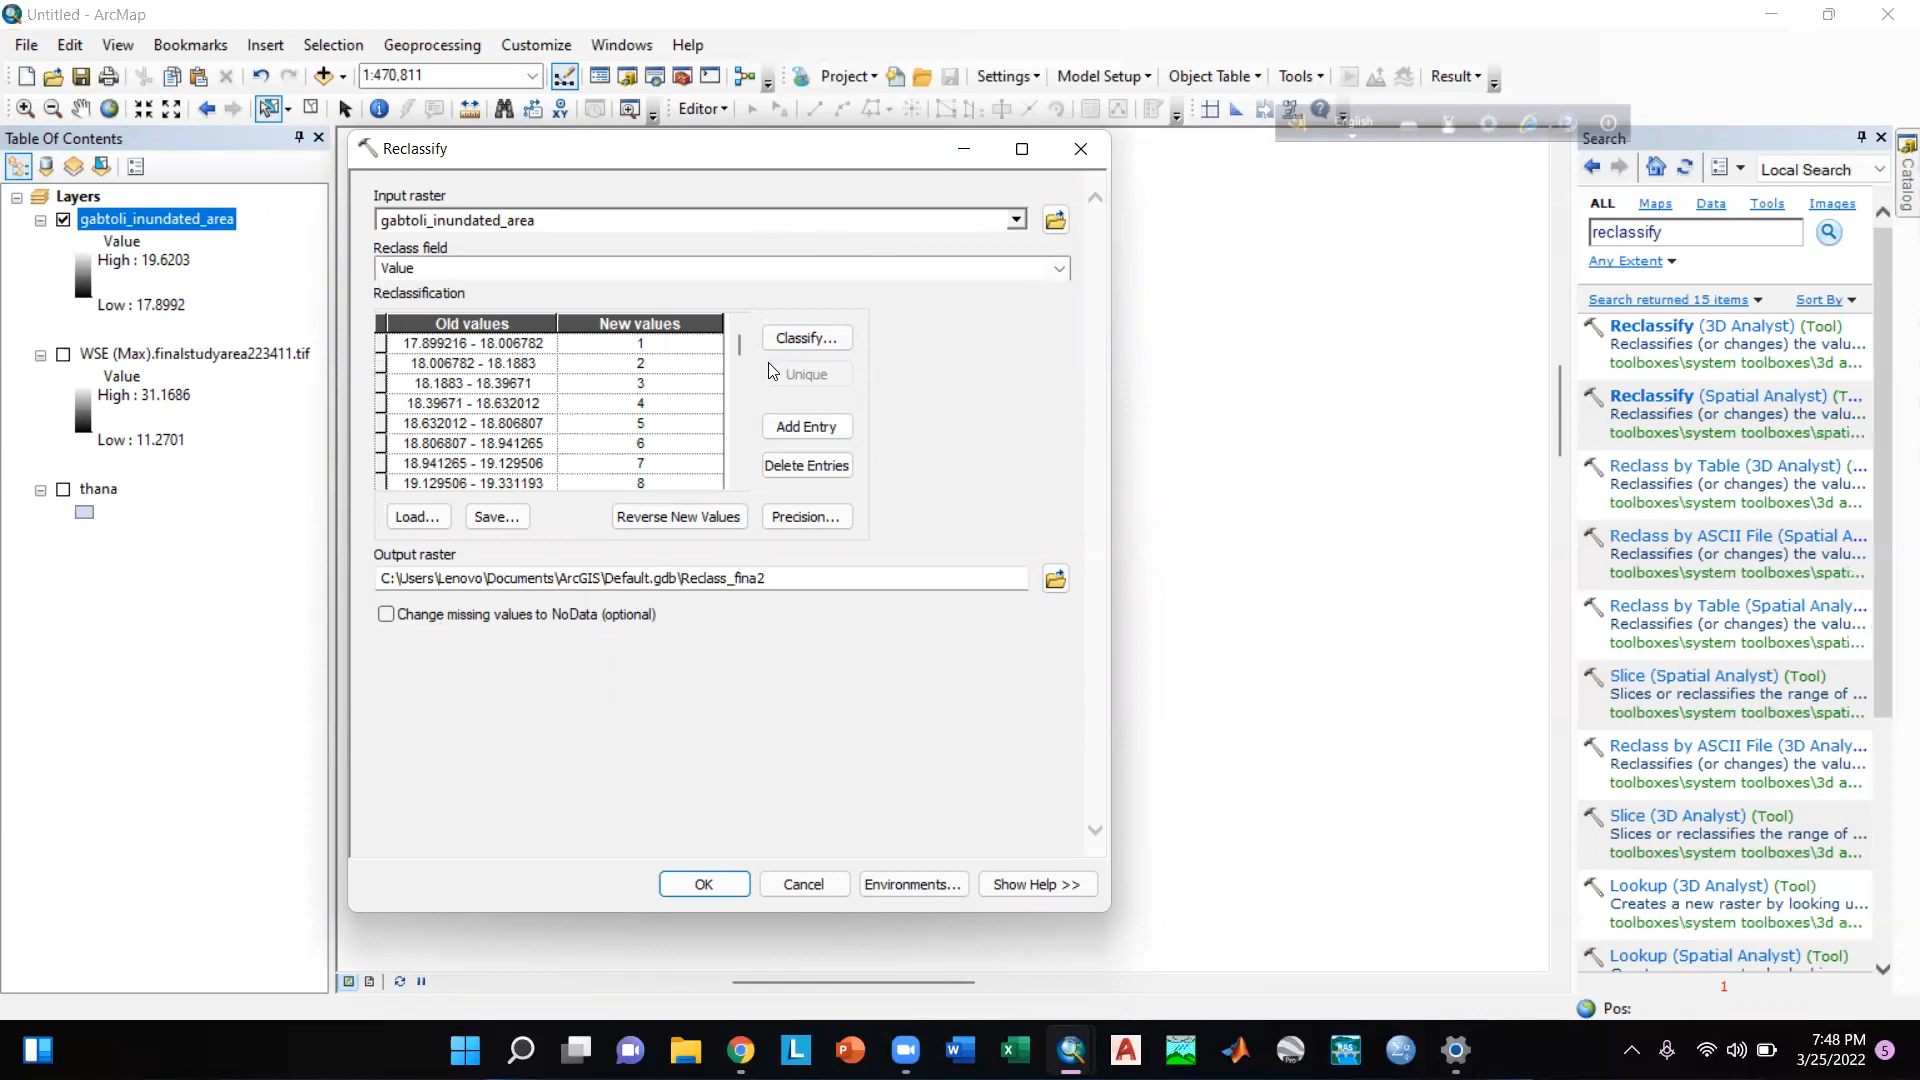 Untitled - ArcMap
File Edit View Bookmarks Insert Selection Geoprocessing Customize Windows Help
1:470,811 Project Settings Model Setup Object Table Tools Result
Editor
English
Table Of Contents
Layers
gabtoli_inundated_area
Value
High : 19.6203
Low : 17.8992
WSE (Max).finalstudyarea223411.tif
Value
High : 31.1686
Low : 11.2701
thana
Reclassify
Input raster
gabtoli_inundated_area
Reclass field
Value
Reclassification
Old values New values
17.899216 - 18.006782 1
18.006782 - 18.1883 2
18.1883 - 18.39671 3
18.39671 - 18.632012 4
18.632012 - 18.806807 5
18.806807 - 18.941265 6
18.941265 - 19.129506 7
19.129506 - 19.331193 8
Classify...
Unique
Add Entry
Delete Entries
Load... Save... Reverse New Values Precision...
Output raster
C:\Users\Lenovo\Documents\ArcGIS\Default.gdb\Reclass_fina2
Change missing values to NoData (optional)
OK Cancel Environments... Show Help >>
Search
Local Search
ALL Maps Data Tools Images
reclassify
Any Extent
Search returned 15 items Sort By
Reclassify (3D Analyst) (Tool)
Reclassifies (or changes) the valu...
toolboxes\system toolboxes\3d a...
Reclassify (Spatial Analyst) (T...
Reclassifies (or changes) the valu...
toolboxes\system toolboxes\spati...
Reclass by Table (3D Analyst) (...
Reclassifies (or changes) the valu...
toolboxes\system toolboxes\3d a...
Reclass by ASCII File (Spatial A...
Reclassifies (or changes) the valu...
toolboxes\system toolboxes\spati...
Reclass by Table (Spatial Analy...
Reclassifies (or changes) the valu...
toolboxes\system toolboxes\spati...
Slice (Spatial Analyst) (Tool)
Slices or reclassifies the range of ...
toolboxes\system toolboxes\spati...
Reclass by ASCII File (3D Analy...
Reclassifies (or changes) the valu...
toolboxes\system toolboxes\3d a...
Slice (3D Analyst) (Tool)
Slices or reclassifies the range of ...
toolboxes\system toolboxes\3d a...
Lookup (3D Analyst) (Tool)
Creates a new raster by looking u...
toolboxes\system toolboxes\3d a...
Lookup (Spatial Analyst) (Tool)
1
Pos:
Catalog
7:48 PM
3/25/2022
5